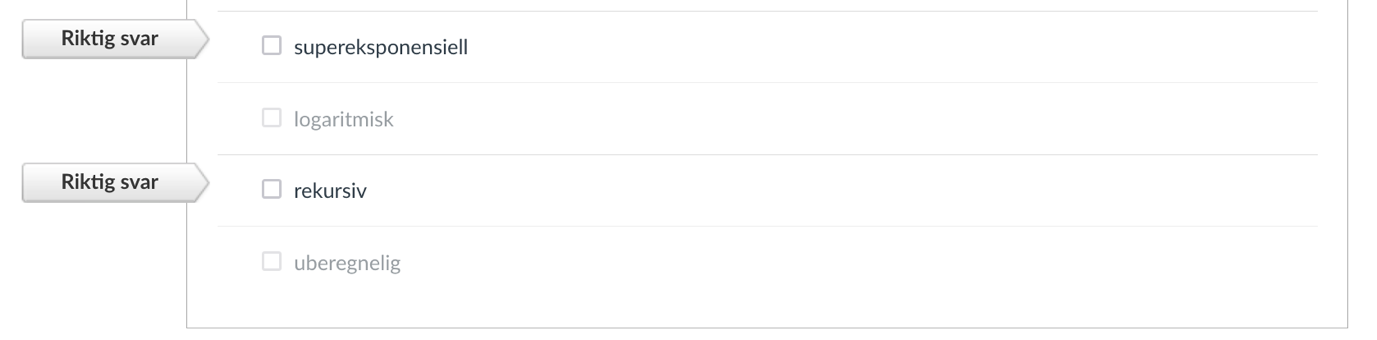 Riktig svar
supereksponensiell
logaritmisk
Riktig svar
rekursiv
uberegnelig